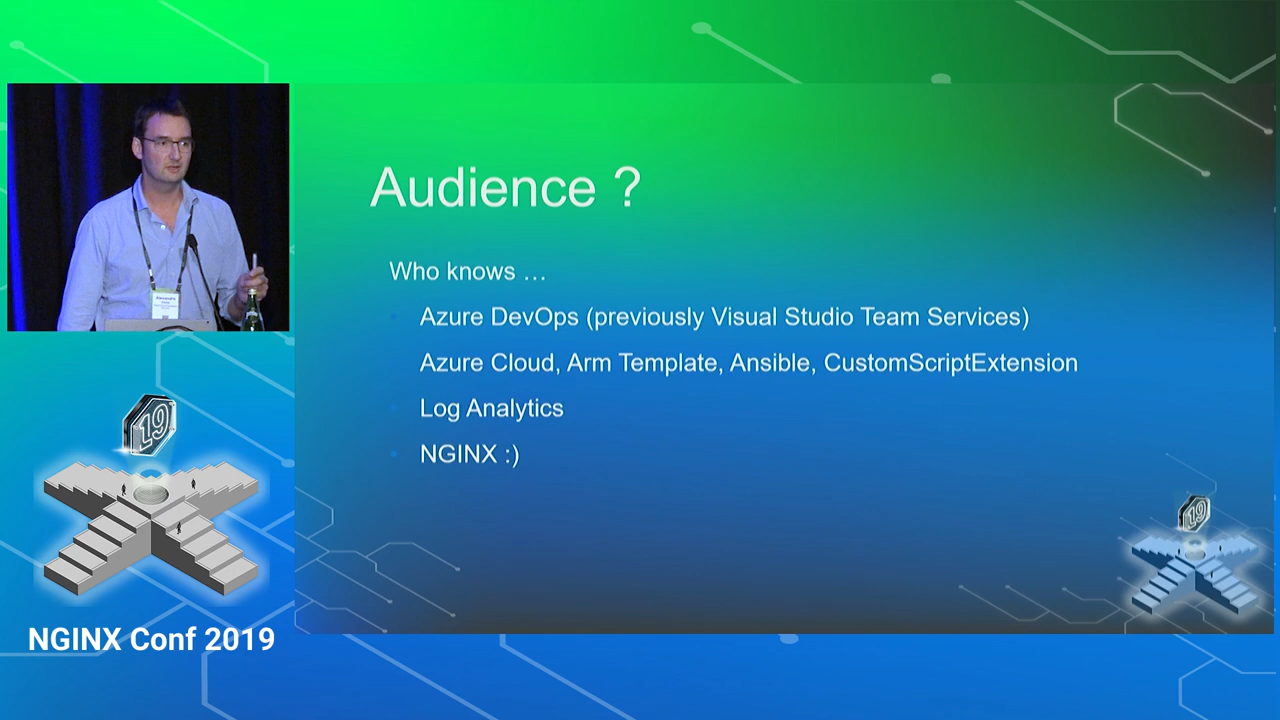 Audience ?
Who knows …
Azure DevOps (previously Visual Studio Team Services)
Azure Cloud, Arm Template, Ansible, CustomScriptExtension
Log Analytics
NGINX :)
19
19
NGINX Conf 2019